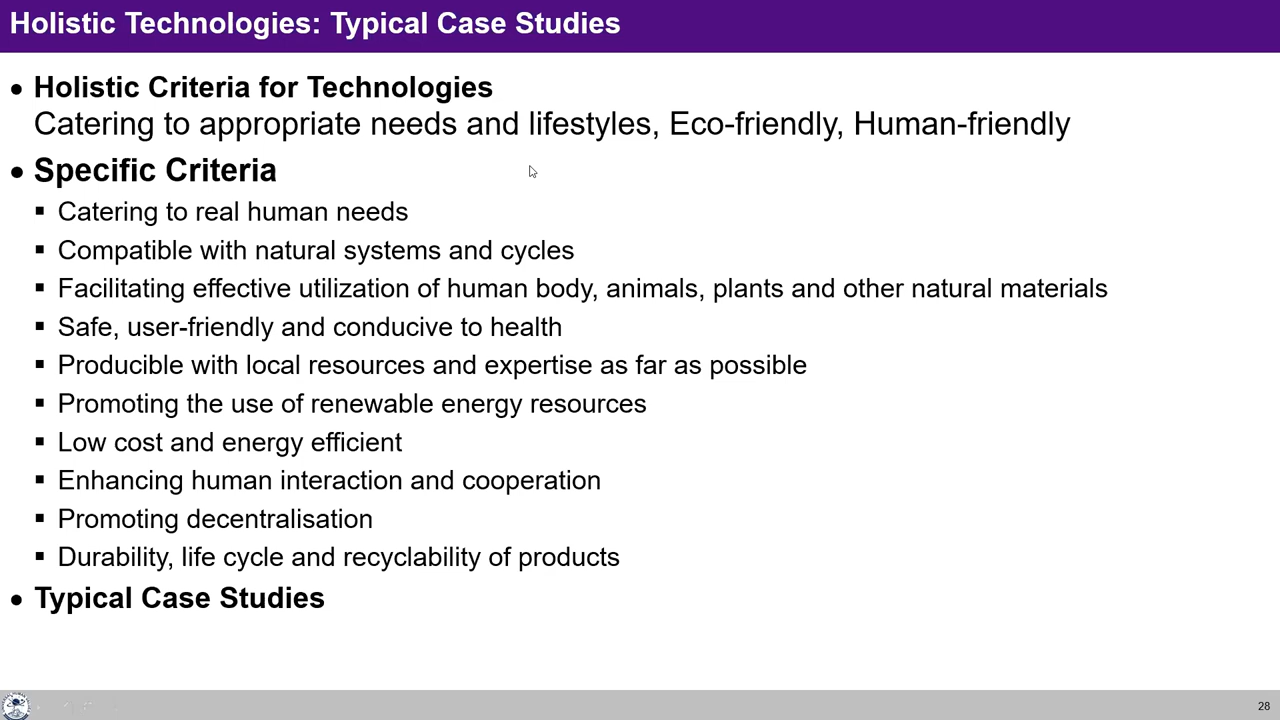 Holistic Technologies: Typical Case Studies
• Holistic Criteria for Technologies
Catering to appropriate needs and lifestyles, Eco-friendly, Human-friendly
• Specific Criteria
▪ Catering to real human needs
▪ Compatible with natural systems and cycles
▪ Facilitating effective utilization of human body, animals, plants and other natural materials
▪ Safe, user-friendly and conducive to health
▪ Producible with local resources and expertise as far as possible
▪ Promoting the use of renewable energy resources
▪ Low cost and energy efficient
▪ Enhancing human interaction and cooperation
▪ Promoting decentralisation
▪ Durability, life cycle and recyclability of products
• Typical Case Studies
28